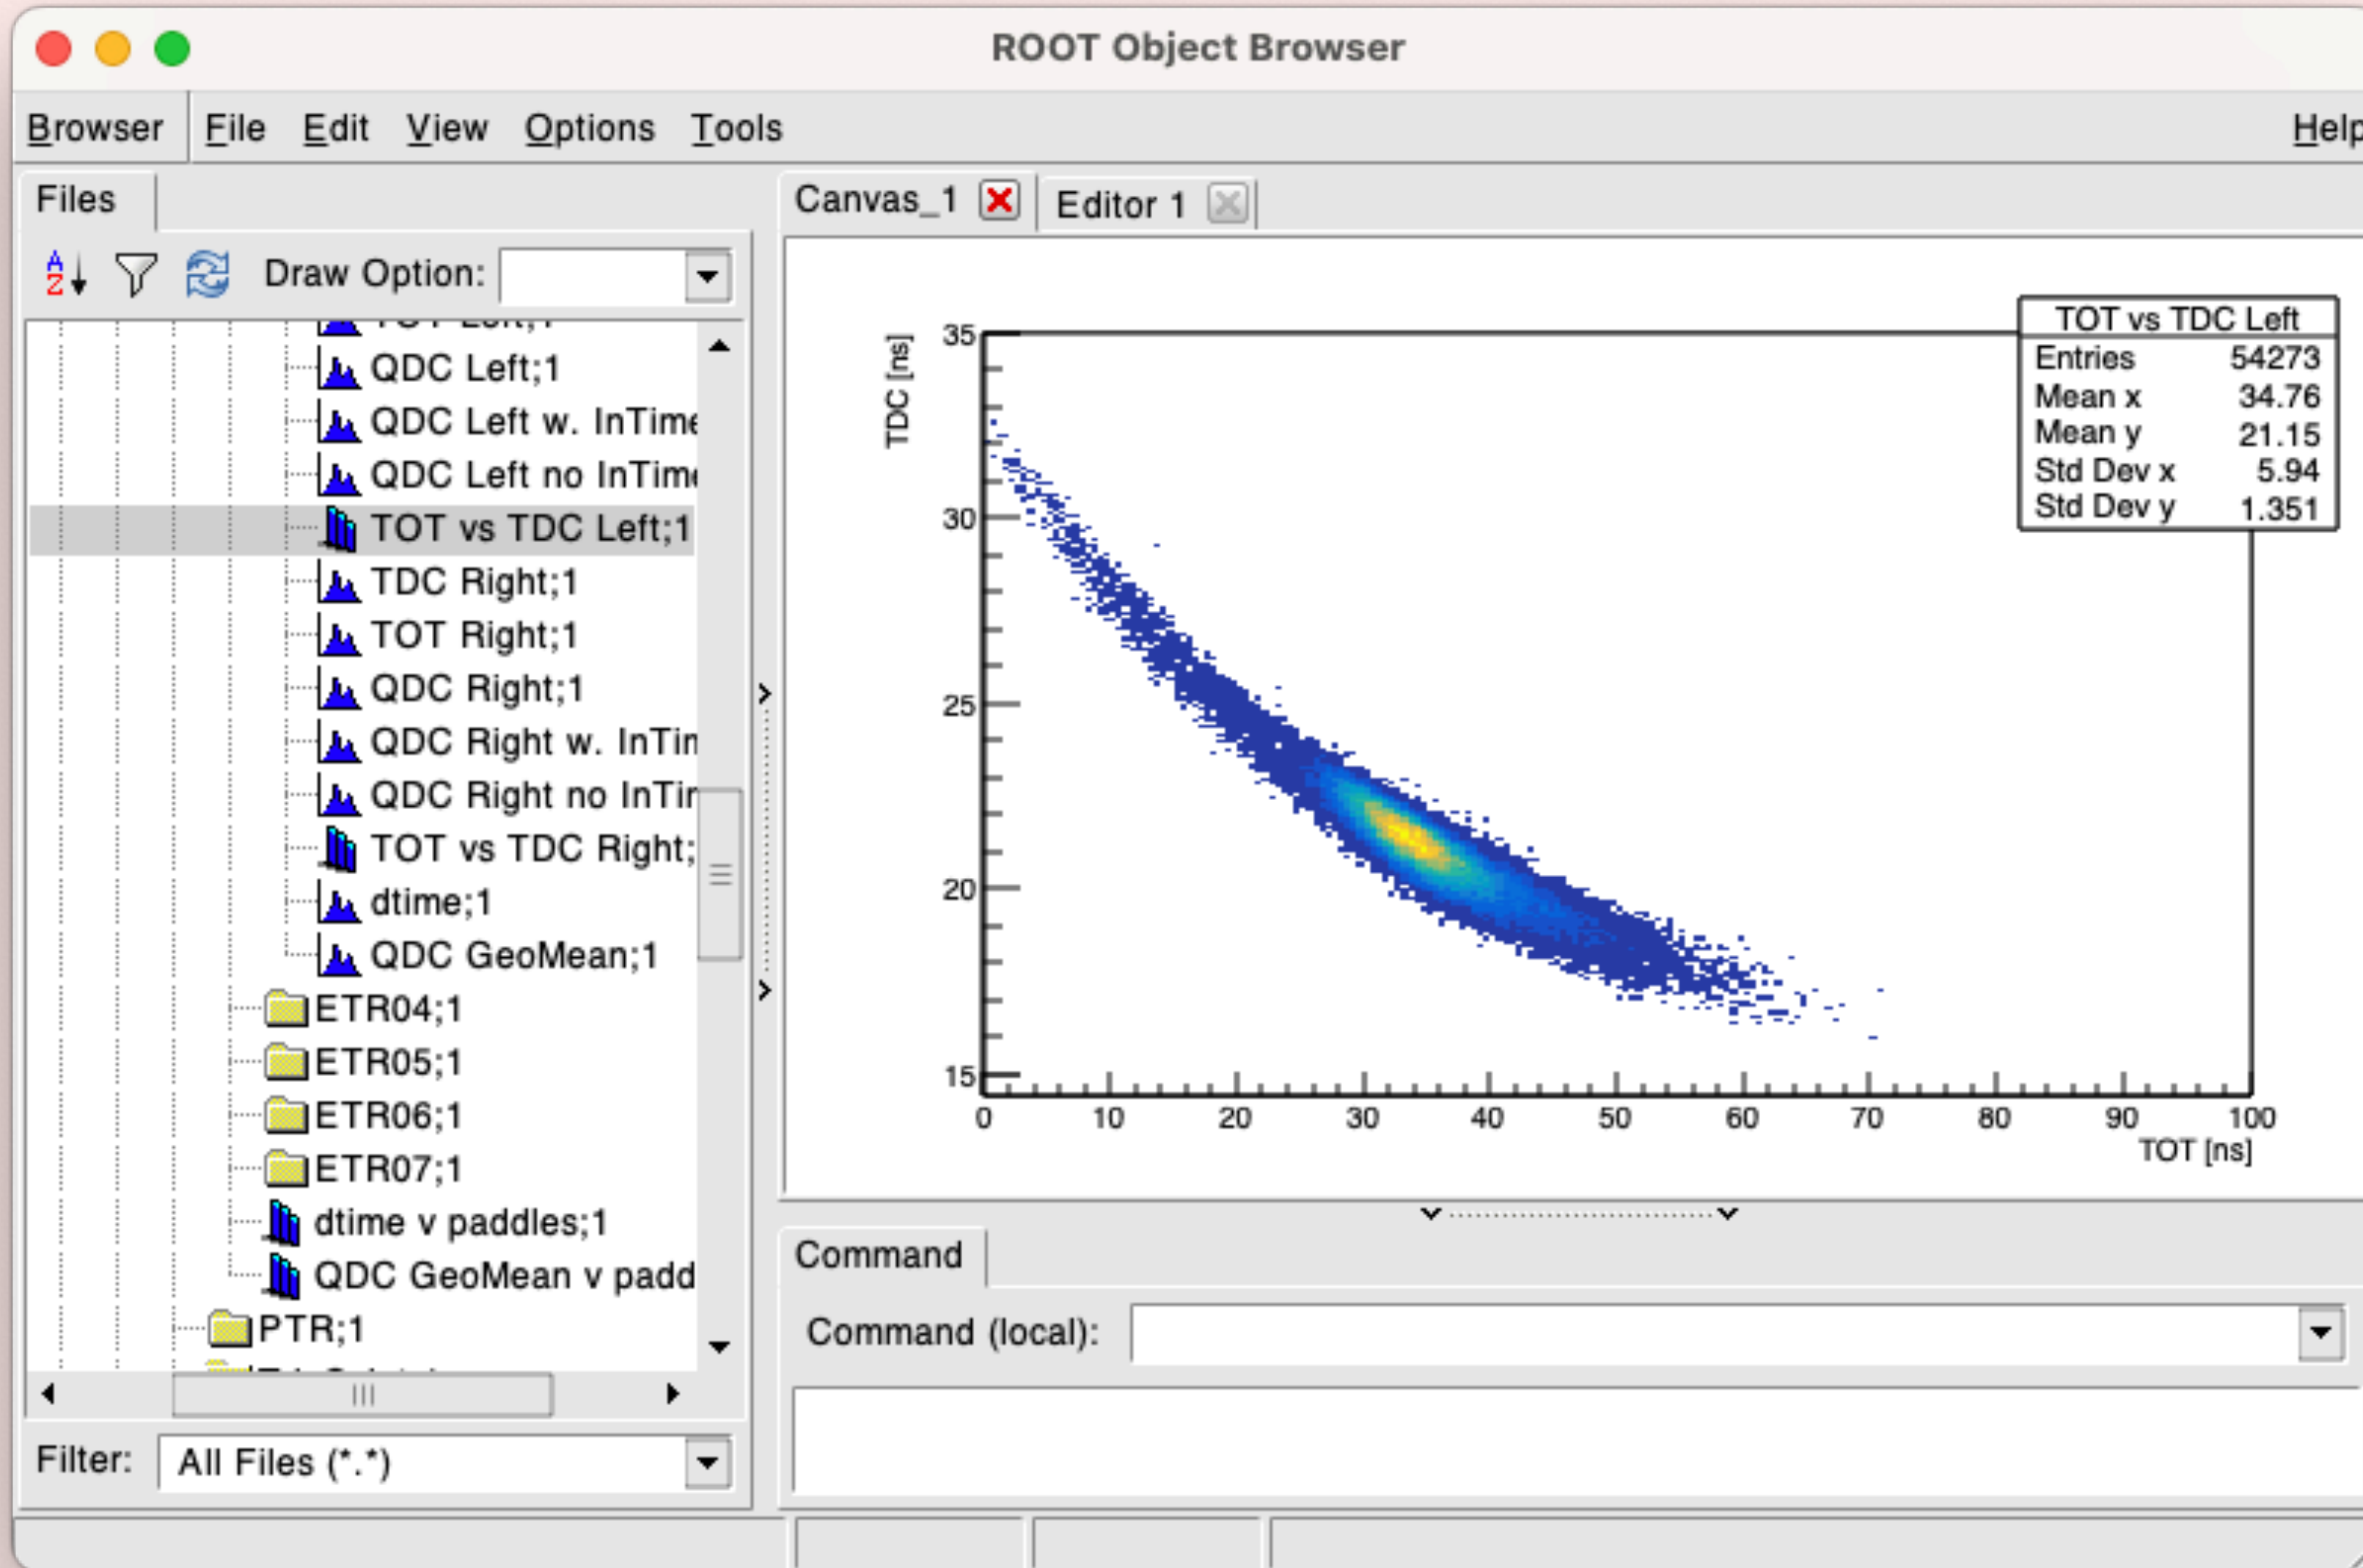 ROOT Object Browser
Browser File Edit View Options Tools Help
Files
Draw Option:
QDC Left;1
QDC Left w. InTime
QDC Left no InTime
TOT vs TDC Left;1
TDC Right;1
TOT Right;1
QDC Right;1
QDC Right w. InTim
QDC Right no InTim
TOT vs TDC Right;
dtime;1
QDC GeoMean;1
ETR04;1
ETR05;1
ETR06;1
ETR07;1
dtime v paddles;1
QDC GeoMean v padd
PTR;1
Filter: All Files (*.*)
Canvas_1 Editor 1
TDC [ns]
35
30
25
20
15
0 10 20 30 40 50 60 70 80 90 100
TOT [ns]
TOT vs TDC Left
Entries 54273
Mean x 34.76
Mean y 21.15
Std Dev x 5.94
Std Dev y 1.351
Command
Command (local):